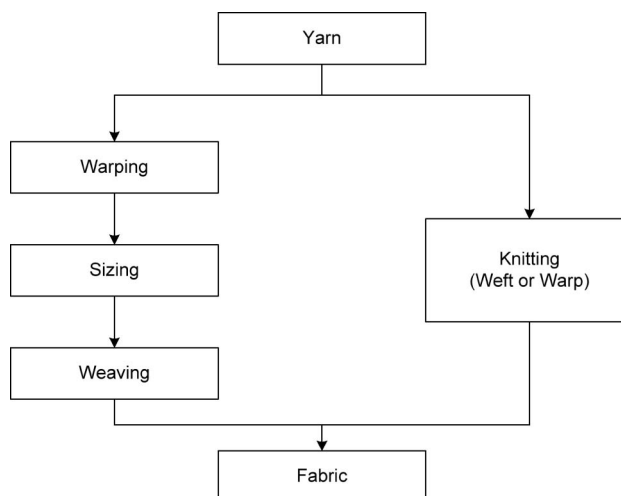 Yarn
Warping
Sizing
Weaving
Knitting
(Weft or Warp)
Fabric